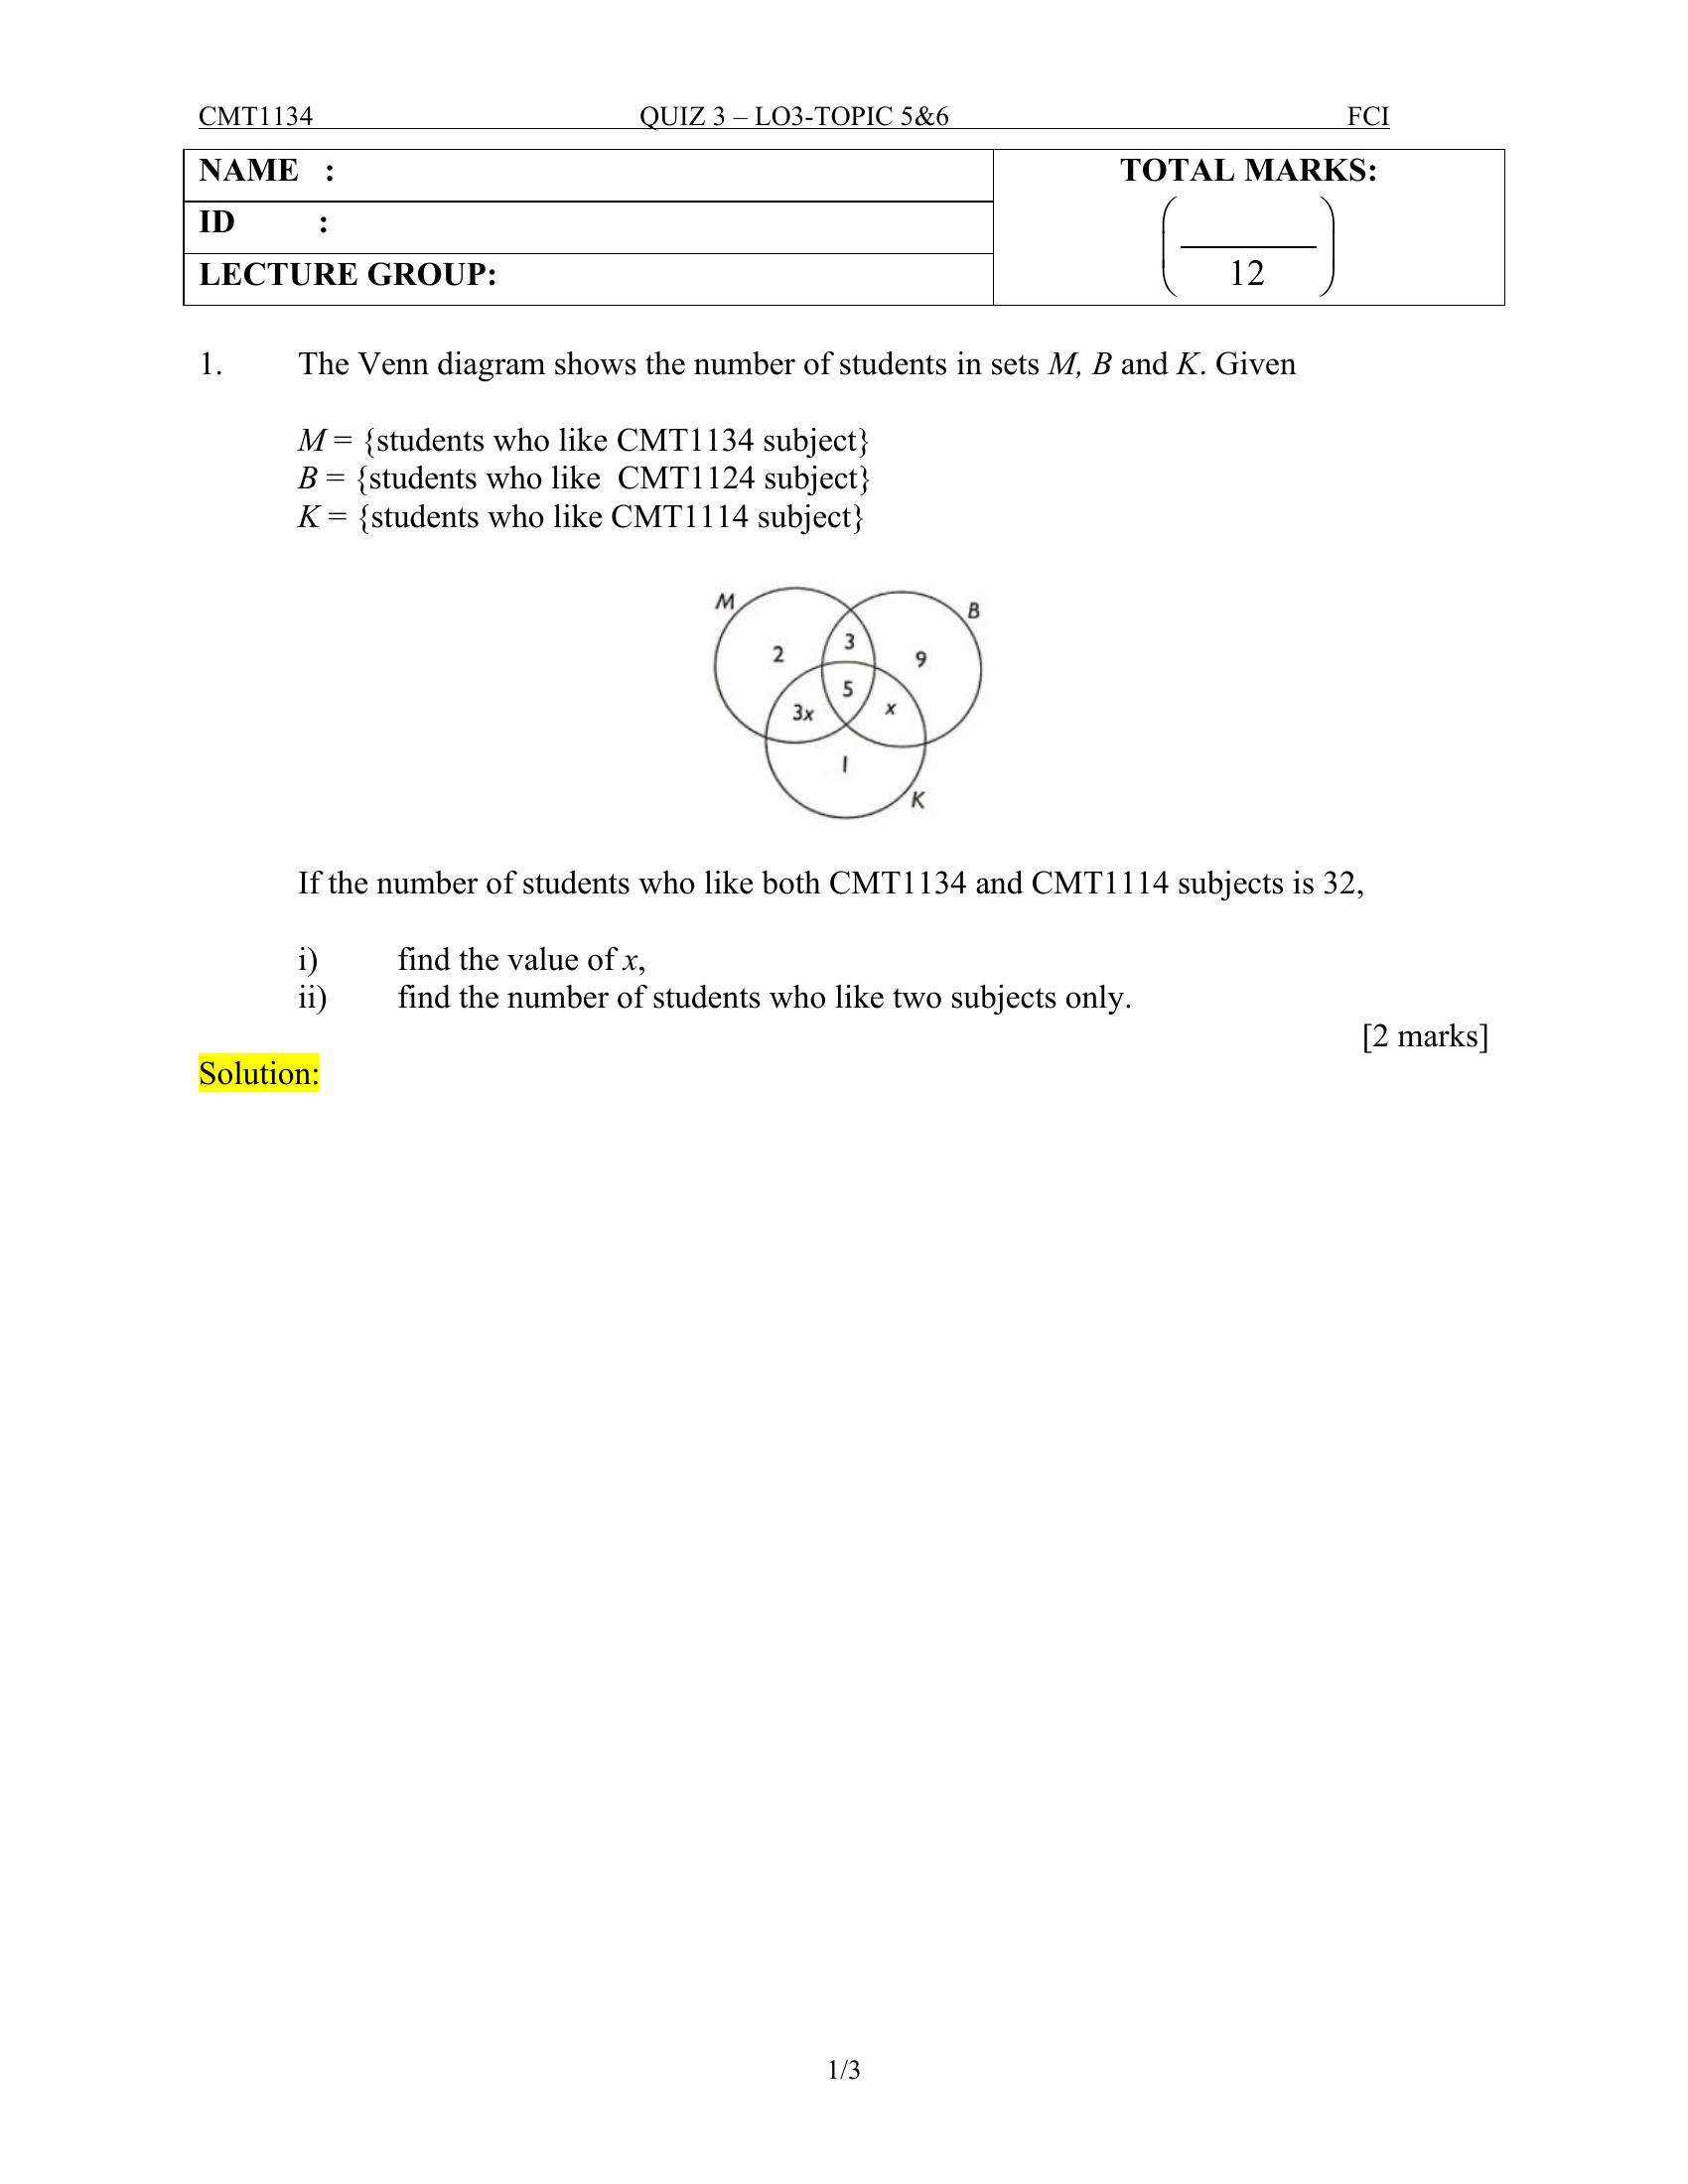 CMT1134 QUIZ 3 – LO3-TOPIC 5&6 FCI
NAME :
TOTAL MARKS:
ID :
12
LECTURE GROUP:
1. The Venn diagram shows the number of students in sets M, B and K. Given
M = {students who like CMT1134 subject}
B = {students who like CMT1124 subject}
K = {students who like CMT1114 subject}
M
B
3
2
9
5
3x
x
1
K
If the number of students who like both CMT1134 and CMT1114 subjects is 32,
i) find the value of x,
ii) find the number of students who like two subjects only.
[2 marks]
Solution:
1/3